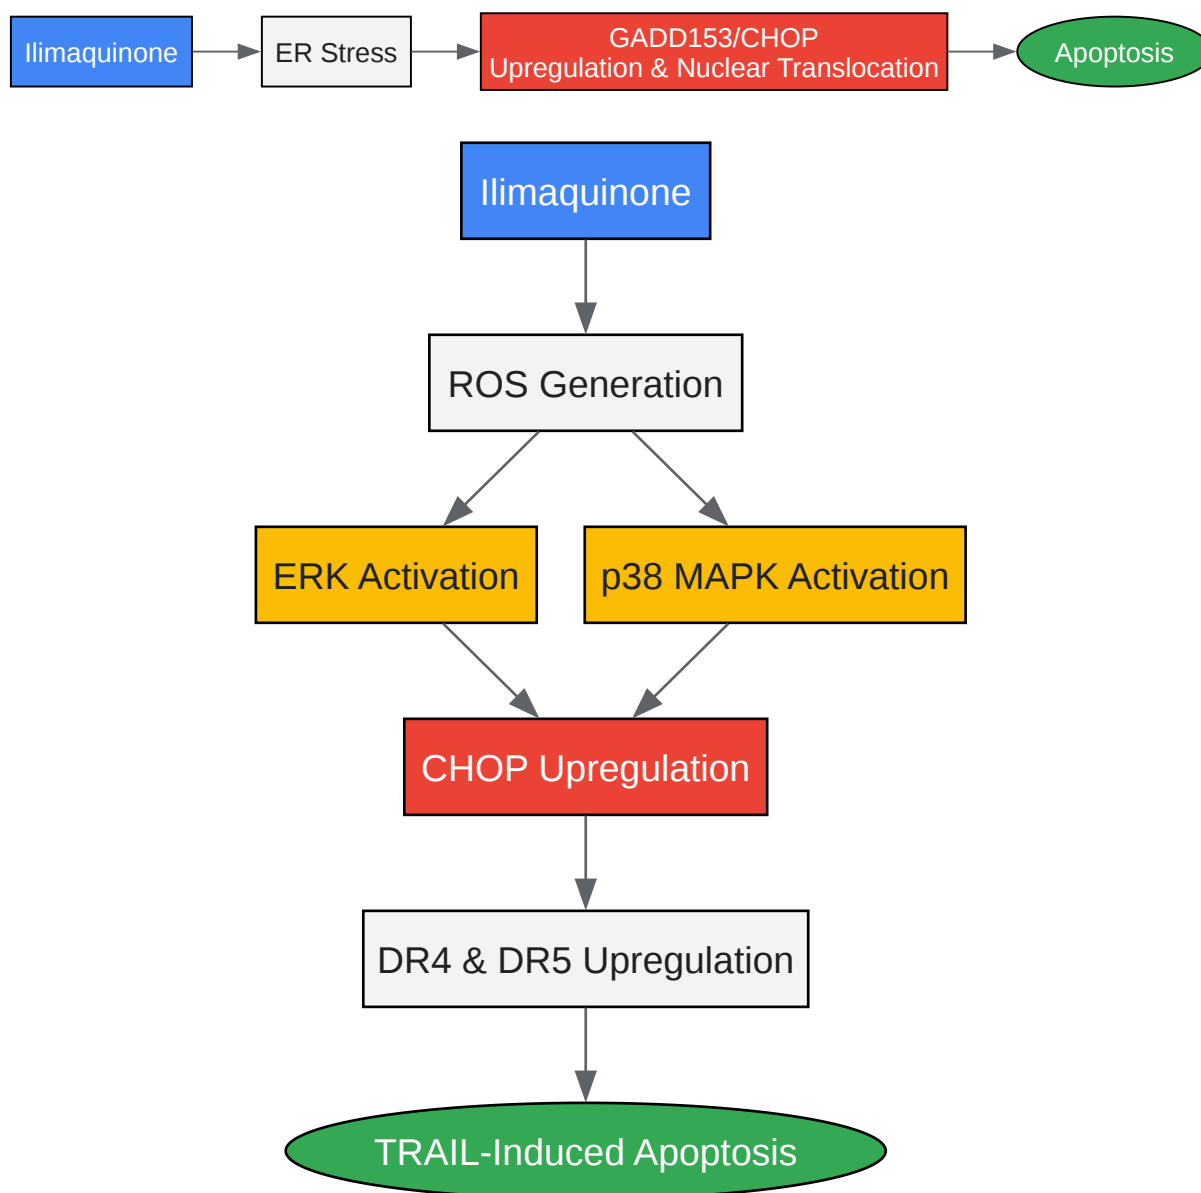 Ilimaquinone
ER Stress
GADD153/CHOP
Upregulation & Nuclear Translocation
Apoptosis
Ilimaquinone
ROS Generation
ERK Activation
p38 MAPK Activation
CHOP Upregulation
DR4 & DR5 Upregulation
TRAIL-Induced Apoptosis